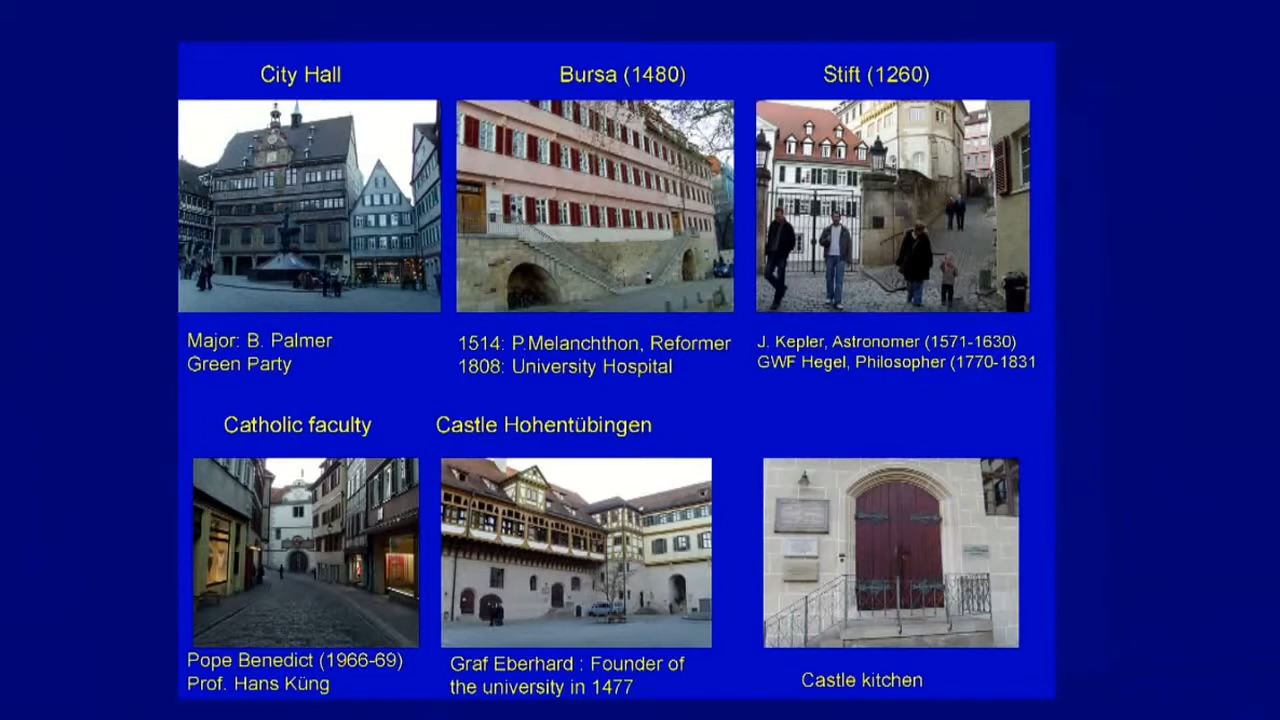 City Hall
Bursa (1480)
Stift (1260)
Major: B. Palmer
Green Party
1514: P.Melanchthon, Reformer
1808: University Hospital
J. Kepler, Astronomer (1571-1630)
GWF Hegel, Philosopher (1770-1831
Catholic faculty
Castle Hohentübingen
Pope Benedict (1966-69)
Prof. Hans Küng
Graf Eberhard : Founder of
the university in 1477
Castle kitchen